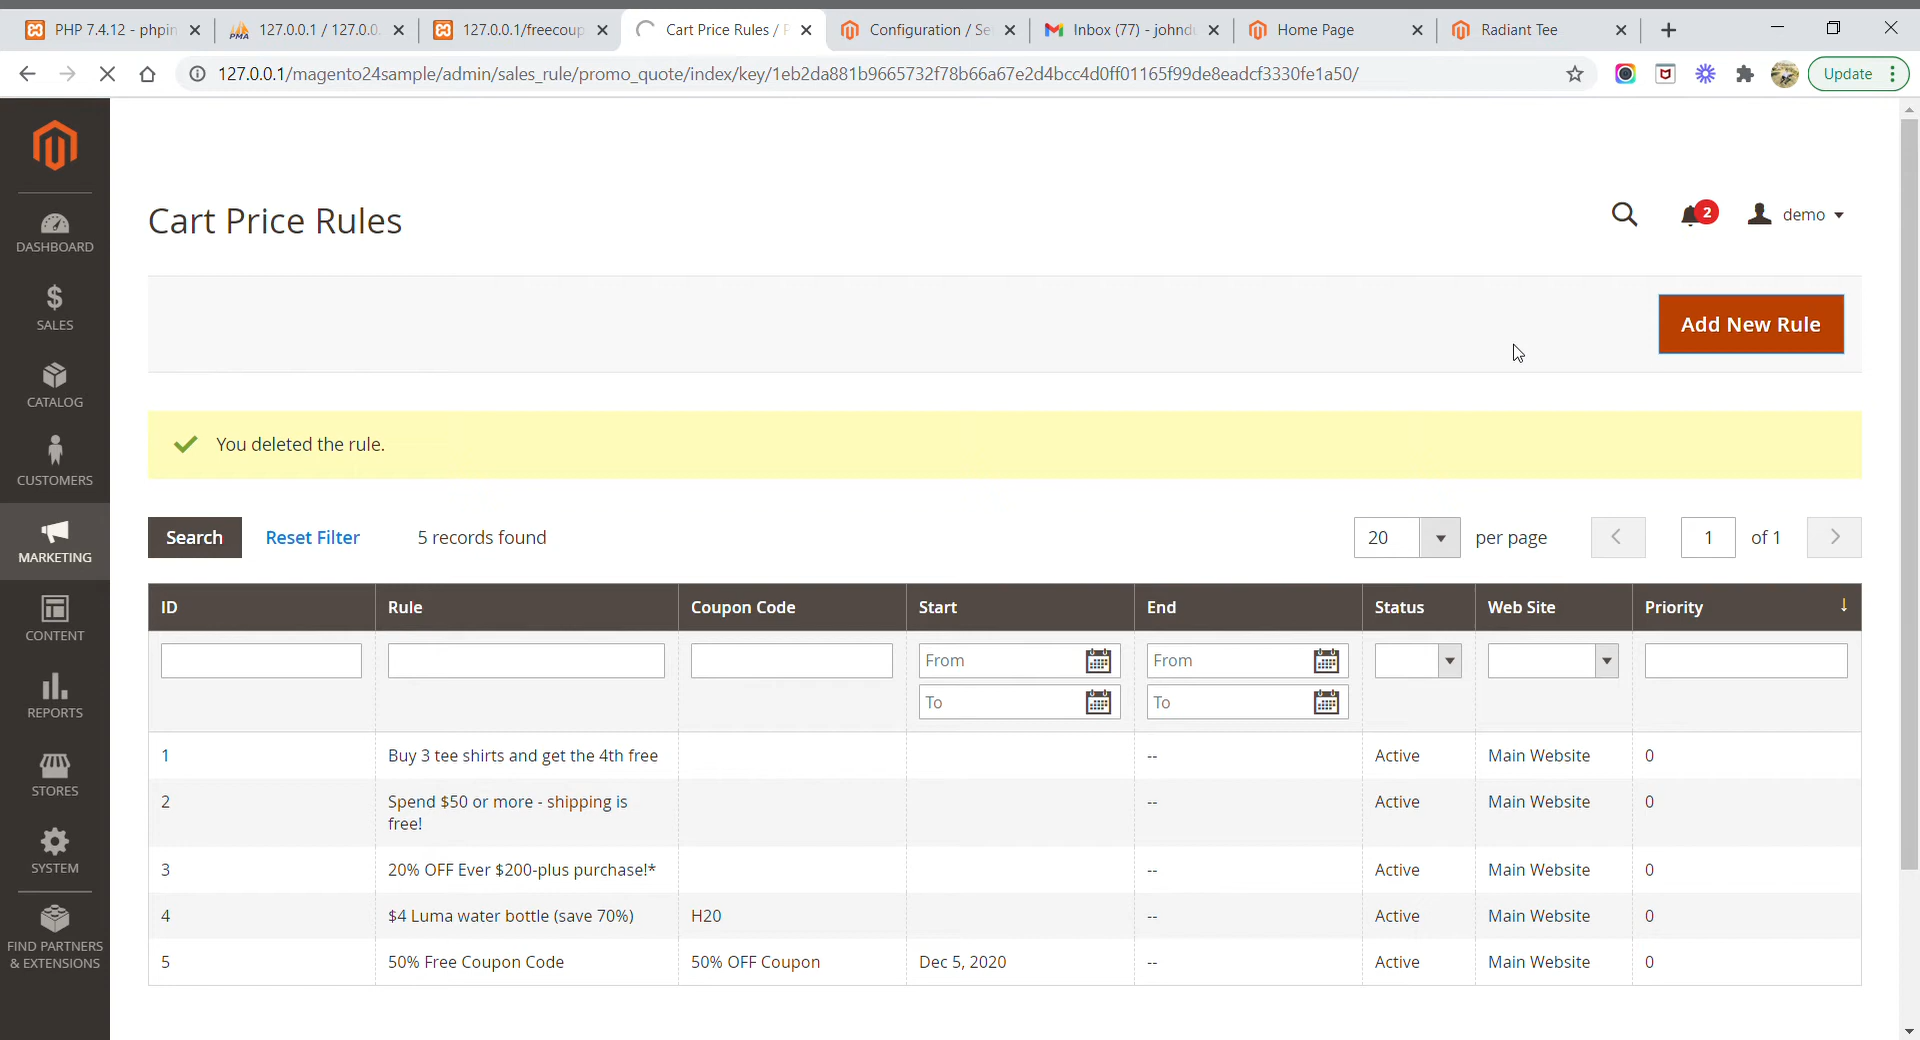 PHP 7.4.12 - phpin
127.0.0.1 / 127.0.0.
127.0.0.1/freecoup
Cart Price Rules / P
Configuration / Se
Inbox (77) - johndu
Home Page
Radiant Tee
127.0.0.1/magento24sample/admin/sales_rule/promo_quote/index/key/1eb2da881b9665732f78b66a67e2d4bcc4d0ff01165f99de8eadcf3330fe1a50/
Update
DASHBOARD
SALES
CATALOG
CUSTOMERS
MARKETING
CONTENT
REPORTS
STORES
SYSTEM
FIND PARTNERS
& EXTENSIONS
Cart Price Rules
2
demo
Add New Rule
You deleted the rule.
Search Reset Filter 5 records found 20 per page 1 of 1
ID Rule Coupon Code Start End Status Web Site Priority
From From
To To
1 Buy 3 tee shirts and get the 4th free -- Active Main Website 0
2 Spend $50 or more - shipping is -- Active Main Website 0
free!
3 20% OFF Ever $200-plus purchase!* -- Active Main Website 0
4 $4 Luma water bottle (save 70%) H20 -- Active Main Website 0
5 50% Free Coupon Code 50% OFF Coupon Dec 5, 2020 -- Active Main Website 0